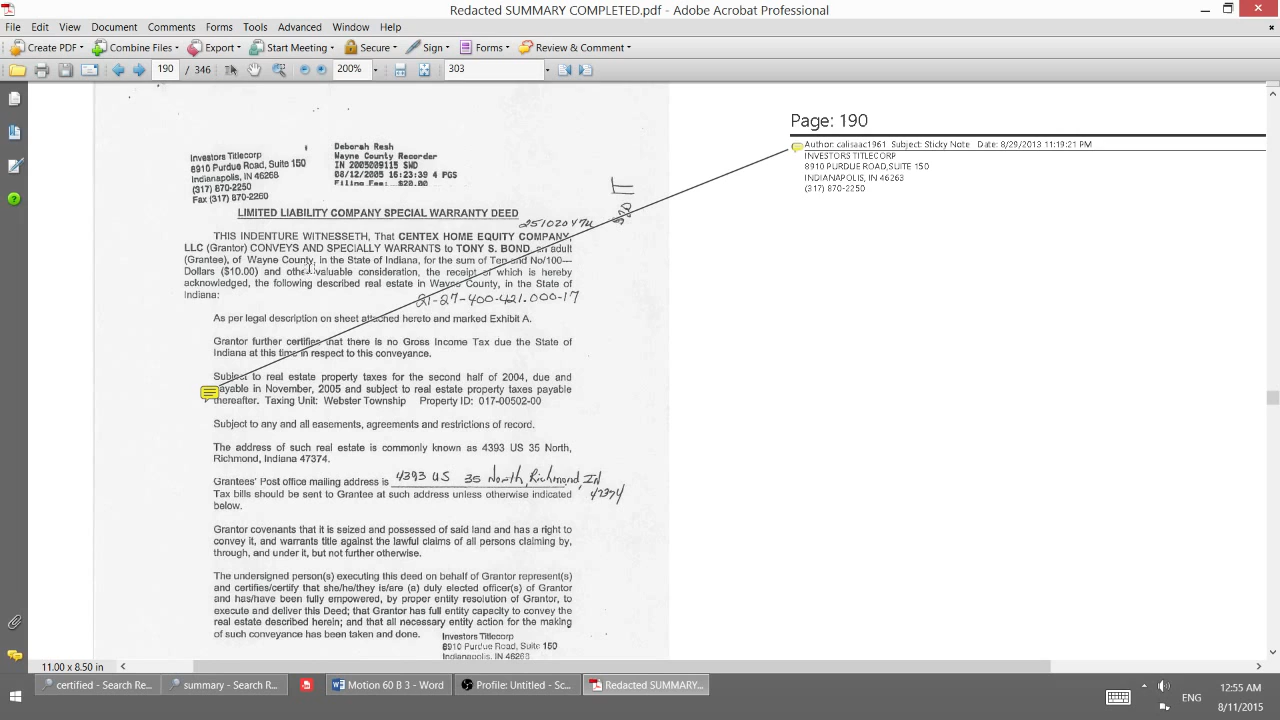 Redacted SUMMARY COMPLETED.pdf - Adobe Acrobat Professional
File Edit View Document Comments Forms Tools Advanced Window Help
Create PDF Combine Files Export Start Meeting Secure Sign Forms Review & Comment
190 / 346 200% 303
Investors Titlecorp
8910 Purdue Road, Suite 150
Indianapolis, IN 46268
(317) 870-2250
Fax (317) 870-2260
Deborah Resh
Wayne County Recorder
IN 2005009115 SWD
08/12/2005 16:23:39 4 PGS
Filing Fee: $20.00
$20 IT
LIMITED LIABILITY COMPANY SPECIAL WARRANTY DEED
THIS INDENTURE WITNESSETH, That CENTEX HOME EQUITY COMPANY,
LLC (Grantor) CONVEYS AND SPECIALLY WARRANTS to TONY S. BOND, an adult
(Grantee), of Wayne County, in the State of Indiana, for the sum of Ten and No/100---
Dollars ($10.00) and other valuable consideration, the receipt of which is hereby
acknowledged, the following described real estate in Wayne County, in the State of
Indiana:
21-27-400-421.000-17
As per legal description on sheet attached hereto and marked Exhibit A.
Grantor further certifies that there is no Gross Income Tax due the State of
Indiana at this time in respect to this conveyance.
Subject to real estate property taxes for the second half of 2004, due and
payable in November, 2005 and subject to real estate property taxes payable
thereafter. Taxing Unit: Webster Township Property ID: 017-00502-00
Subject to any and all easements, agreements and restrictions of record.
The address of such real estate is commonly known as 4393 US 35 North,
Richmond, Indiana 47374.
Grantees' Post office mailing address is 4393 US 35 North, Richmond, IN
47374
Tax bills should be sent to Grantee at such address unless otherwise indicated
below.
Grantor covenants that it is seized and possessed of said land and has a right to
convey it, and warrants title against the lawful claims of all persons claiming by,
through, and under it, but not further otherwise.
The undersigned person(s) executing this deed on behalf of Grantor represent(s)
and certifies/certify that she/he/they is/are (a) duly elected officer(s) of Grantor
and has/have been fully empowered, by proper entity resolution of Grantor, to
execute and deliver this Deed; that Grantor has full entity capacity to convey the
real estate described herein; and that all necessary entity action for the making
of such conveyance has been taken and done.
Investors Titlecorp
8910 Purdue Road, Suite 150
Indianapolis, IN 46268
Page: 190
Author: calisaac1961 Subject: Sticky Note Date: 8/29/2013 11:19:21 PM
INVESTORS TITLECORP
8910 PURDUE ROAD,SUITE 150
INDIANAPOLIS, IN 46263
(317) 870-2250
11.00 x 8.50 in
certified - Search Re... summary - Search R... Motion 60 B 3 - Word Profile: Untitled - Sc... Redacted SUMMARY...
ENG
12:55 AM
8/11/2015